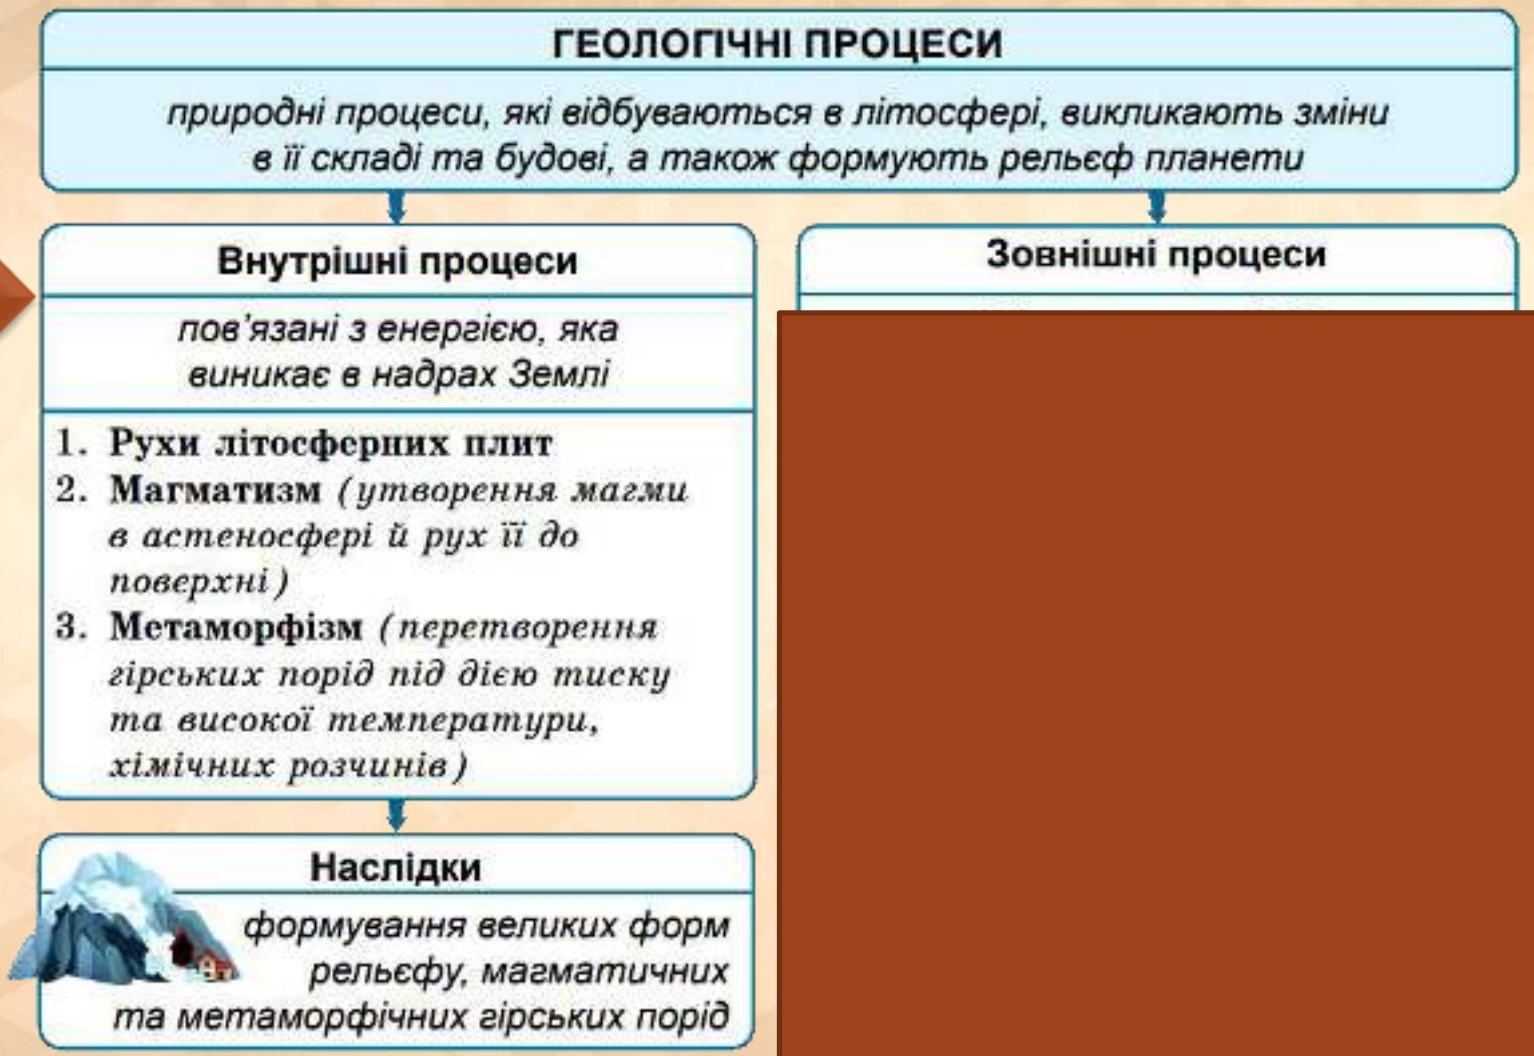 ГЕОЛОГІЧНІ ПРОЦЕСИ
природні процеси, які відбуваються в літосфері, викликають зміни
в її складі та будові, а також формують рельєф планети
Внутрішні процеси
пов’язані з енергією, яка
виникає в надрах Землі
1. Рухи літосферних плит
2. Магматизм (утворення магми
в астеносфері й рух її до
поверхні)
3. Метаморфізм (перетворення
гірських порід під дією тиску
та високої температури,
хімічних розчинів)
Наслідки
формування великих форм
рельєфу, магматичних
та метаморфічних гірських порід
Зовнішні процеси